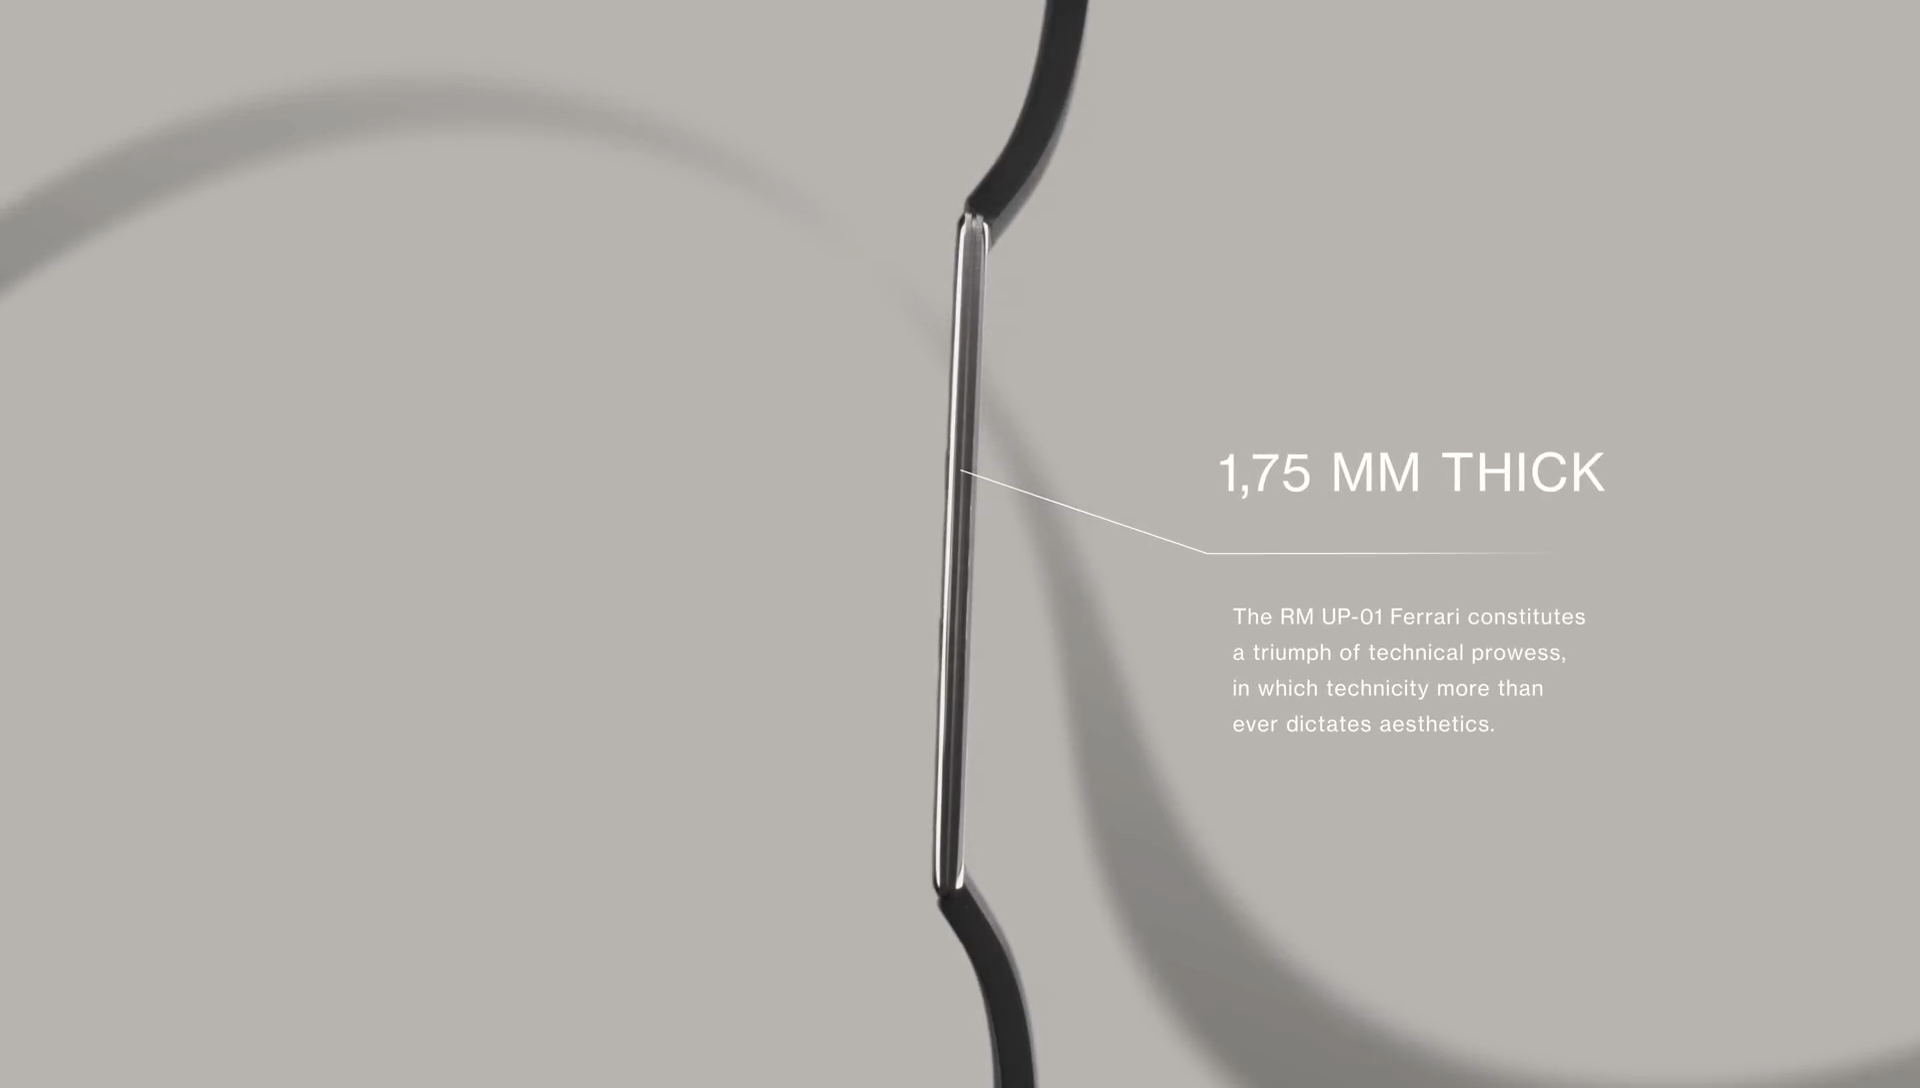 1,75 MM THICK
The RM UP-01 Ferrari constitutes
a triumph of technical prowess,
in which technicity more than
ever dictates aesthetics.